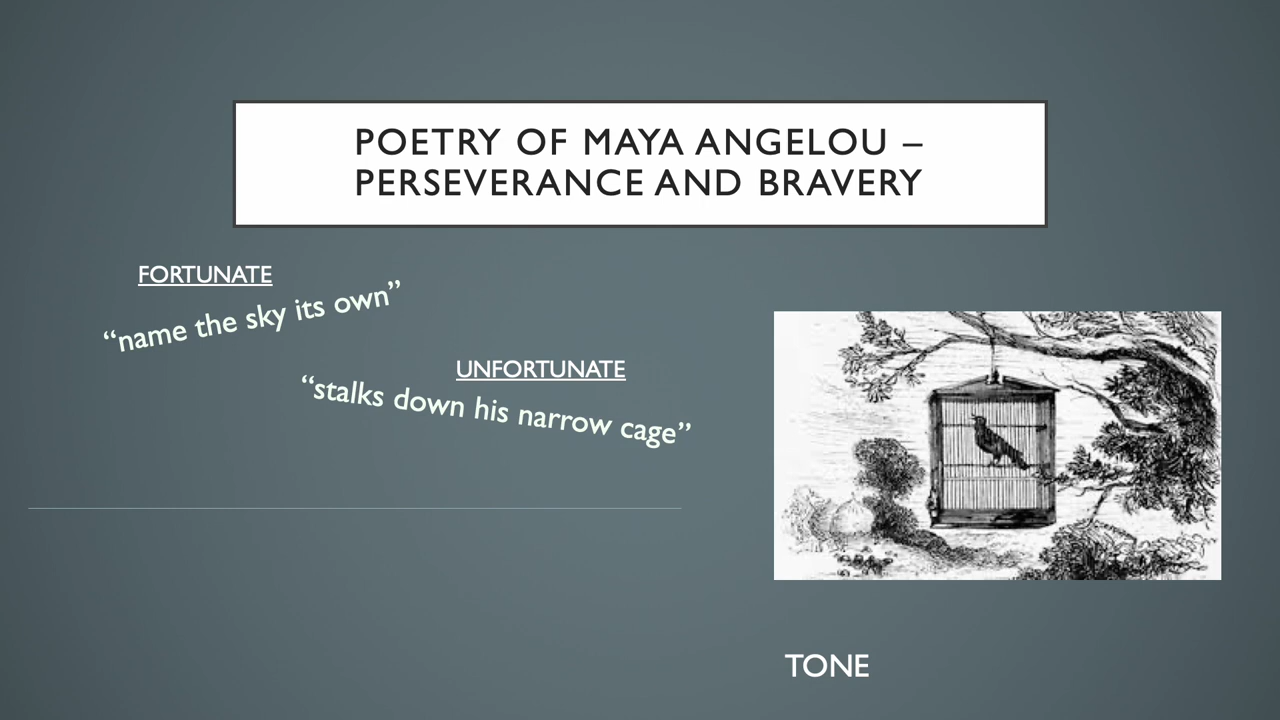 POETRY OF MAYA ANGELOU –
PERSEVERANCE AND BRAVERY
FORTUNATE
“name the sky its own”
UNFORTUNATE
“stalks down his narrow cage”
TONE